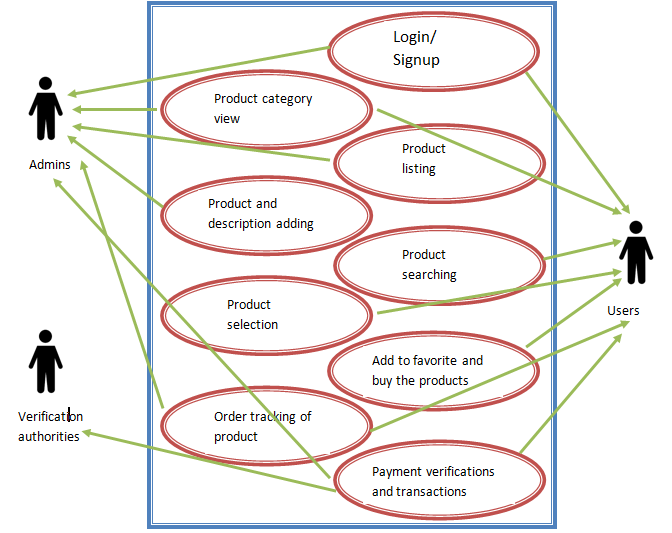 Login/
Signup
Product category
view
Product
listing
Admins
Product and
description adding
Product
searching
Product
selection
Users
Add to favorite and
buy the products
Order tracking of
product
Verification
authorities
Payment verifications
and transactions